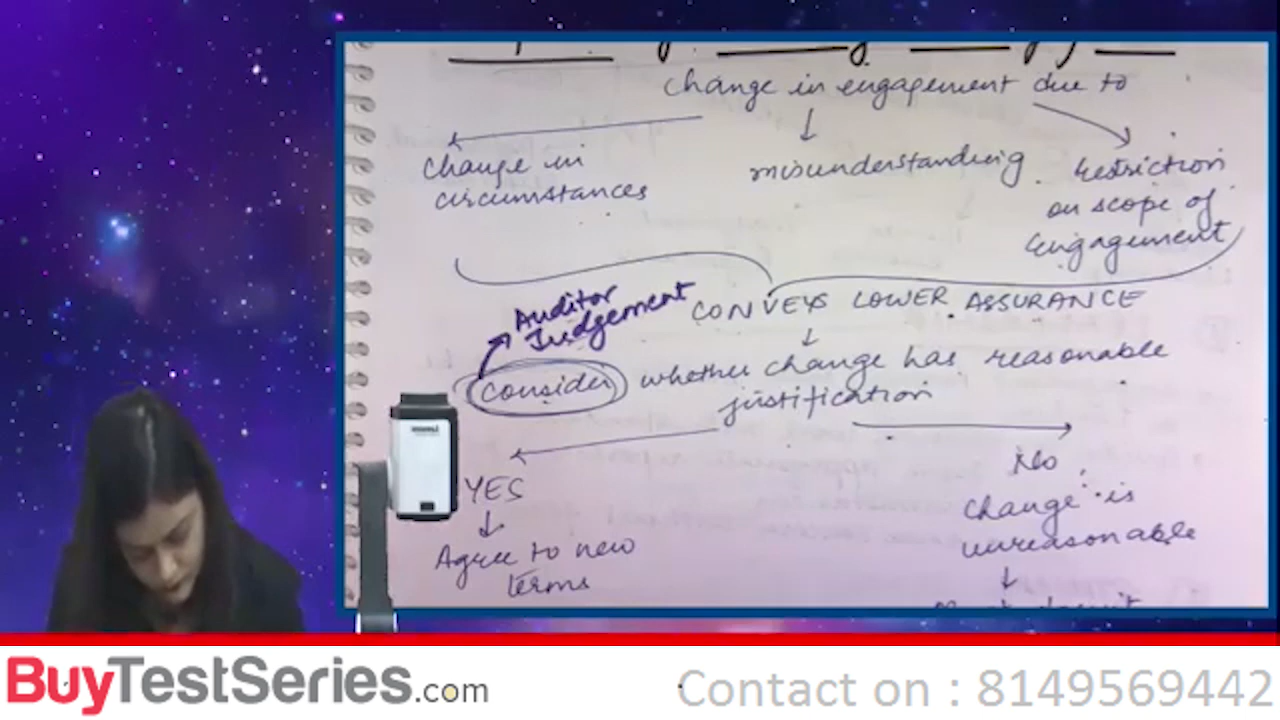 Change in engagement due to
Change in
circumstances
misunderstanding
restriction
on scope of
engagement
CONVEYS LOWER ASSURANCE
Auditor
Judgement
Consider whether change has reasonable
justification
YES
Agree to new
terms
No
Change is
unreasonable
BuyTestSeries.com
Contact on : 8149569442